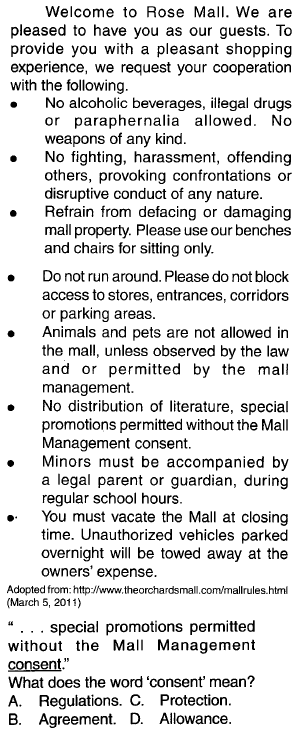 Welcome to Rose Mall. We are
pleased to have you as our guests. To
provide you with a pleasant shopping
experience, we request your cooperation
with the following.
● No alcoholic beverages, illegal drugs
or paraphernalia allowed. No
weapons of any kind.
● No fighting, harassment, offending
others, provoking confrontations or
disruptive conduct of any nature.
● Refrain from defacing or damaging
mall property. Please use our benches
and chairs for sitting only.
● Do not run around. Please do not block
access to stores, entrances, corridors
or parking areas.
● Animals and pets are not allowed in
the mall, unless observed by the law
and or permitted by the mall
management.
● No distribution of literature, special
promotions permitted without the Mall
Management consent.
● Minors must be accompanied by
a legal parent or guardian, during
regular school hours.
● You must vacate the Mall at closing
time. Unauthorized vehicles parked
overnight will be towed away at the
owners' expense.
Adopted from: http://www.theorchardsmall.com/mallrules.html
(March 5, 2011)
“ . . . special promotions permitted
without the Mall Management
consent.”
What does the word ‘consent’ mean?
A. Regulations. C. Protection.
B. Agreement. D. Allowance.